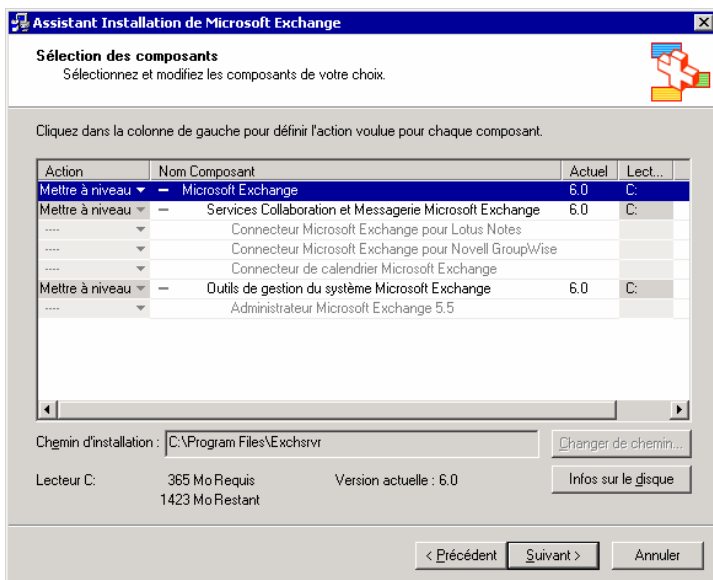 Assistant Installation de Microsoft Exchange
Sélection des composants
Sélectionnez et modifiez les composants de votre choix.
Cliquez dans la colonne de gauche pour définir l'action voulue pour chaque composant.
Action Nom Composant Actuel Lect...
Mettre à niveau Microsoft Exchange 6.0 C:
Mettre à niveau Services Collaboration et Messagerie Microsoft Exchange 6.0 C:
---- Connecteur Microsoft Exchange pour Lotus Notes
---- Connecteur Microsoft Exchange pour Novell GroupWise
---- Connecteur de calendrier Microsoft Exchange
Mettre à niveau Outils de gestion du système Microsoft Exchange 6.0 C:
---- Administrateur Microsoft Exchange 5.5
Chemin d'installation : C:\Program Files\Exchsrvr Changer de chemin...
Lecteur C: 365 Mo Requis Version actuelle : 6.0 Infos sur le disque
1423 Mo Restant
< Précédent Suivant > Annuler